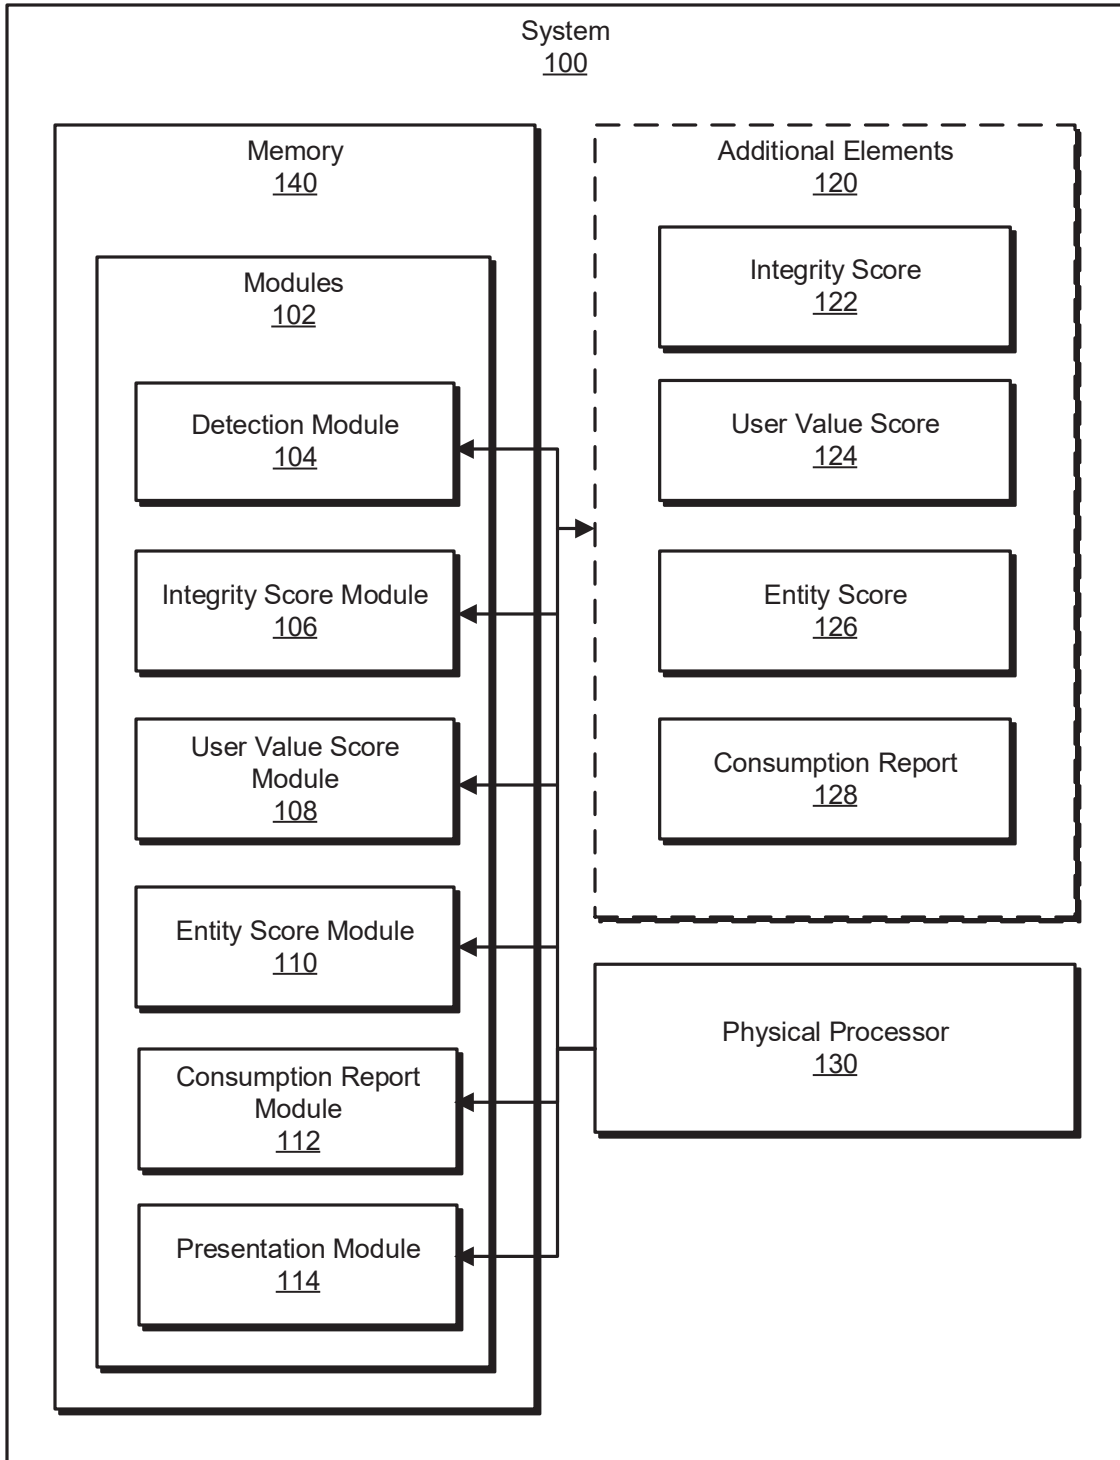 System
100
Memory
140
Modules
102
Detection Module
104
Integrity Score Module
106
User Value Score
Module
108
Entity Score Module
110
Consumption Report
Module
112
Presentation Module
114
Additional Elements
120
Integrity Score
122
User Value Score
124
Entity Score
126
Consumption Report
128
Physical Processor
130